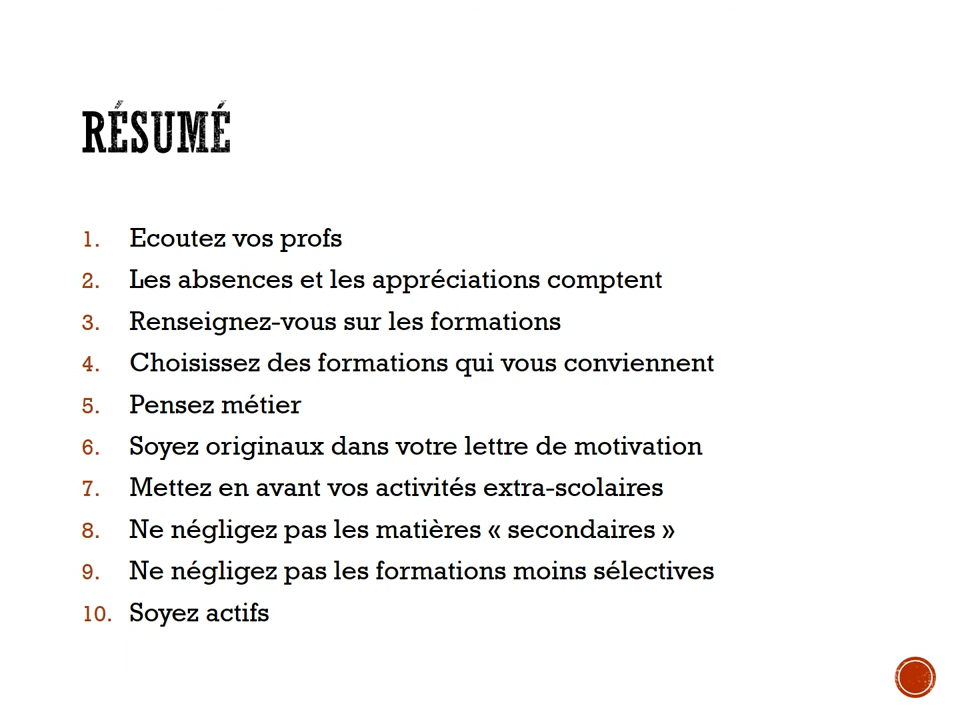 RÉSUMÉ
1. Ecoutez vos profs
2. Les absences et les appréciations comptent
3. Renseignez-vous sur les formations
4. Choisissez des formations qui vous conviennent
5. Pensez métier
6. Soyez originaux dans votre lettre de motivation
7. Mettez en avant vos activités extra-scolaires
8. Ne négligez pas les matières « secondaires »
9. Ne négligez pas les formations moins sélectives
10. Soyez actifs